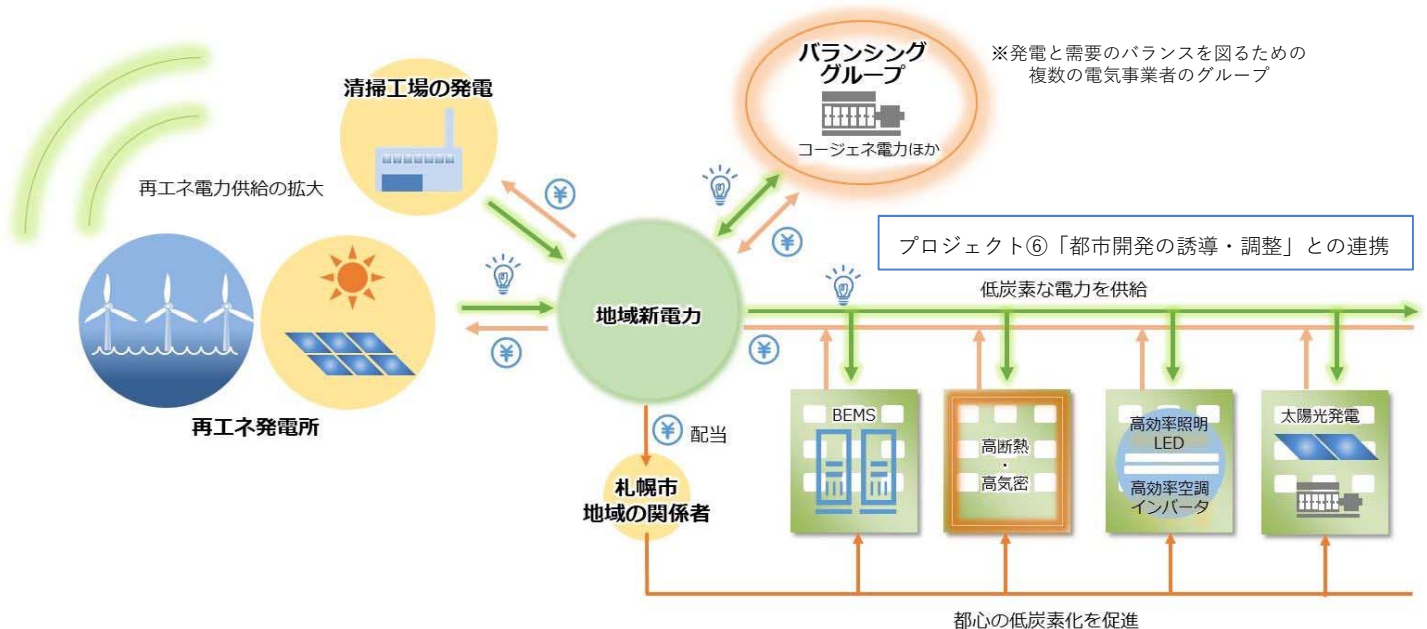 バランシング
グループ
コージェネ電力ほか
※発電と需要のバランスを図るための
複数の電気事業者のグループ
清掃工場の発電
再エネ電力供給の拡大
¥
¥
プロジェクト⑥「都市開発の誘導・調整」との連携
低炭素な電力を供給
地域新電力
¥
¥
再エネ発電所
¥
配当
札幌市
地域の関係者
BEMS
高断熱
・
高気密
高効率照明
LED
高効率空調
インバータ
太陽光発電
都心の低炭素化を促進